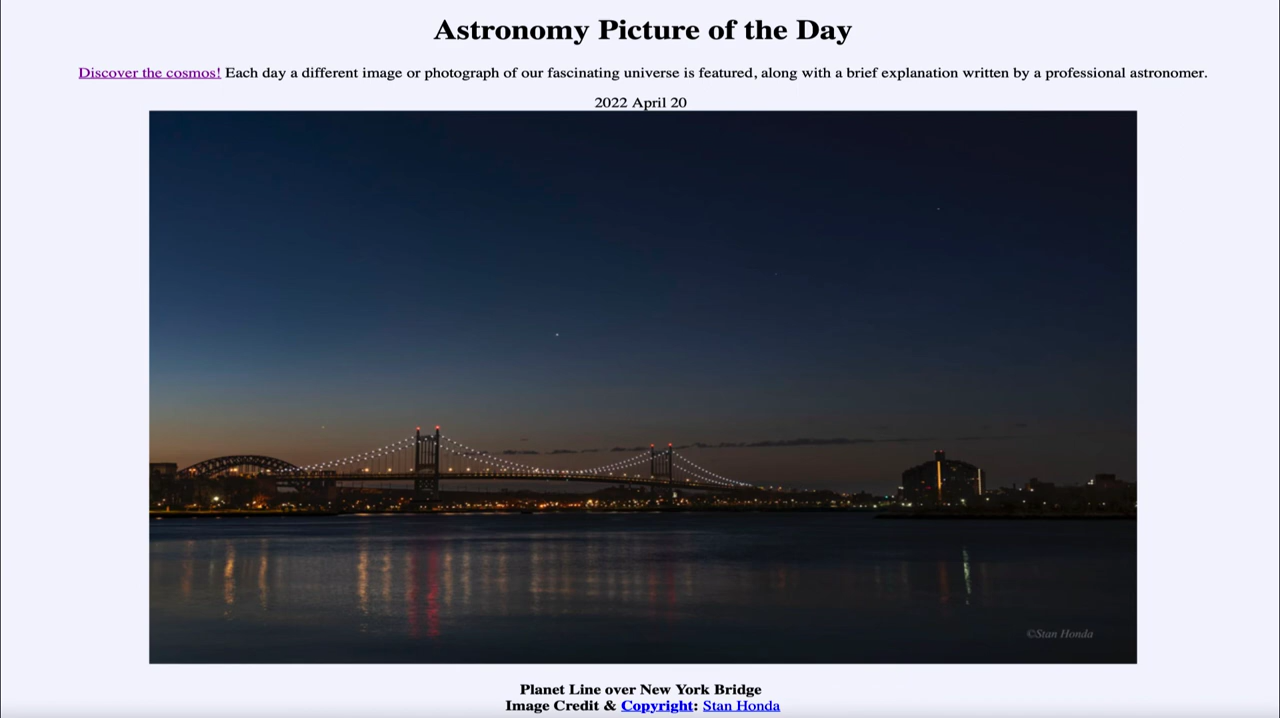 Astronomy Picture of the Day
Discover the cosmos! Each day a different image or photograph of our fascinating universe is featured, along with a brief explanation written by a professional astronomer.
2022 April 20
©Stan Honda
Planet Line over New York Bridge
Image Credit & Copyright: Stan Honda